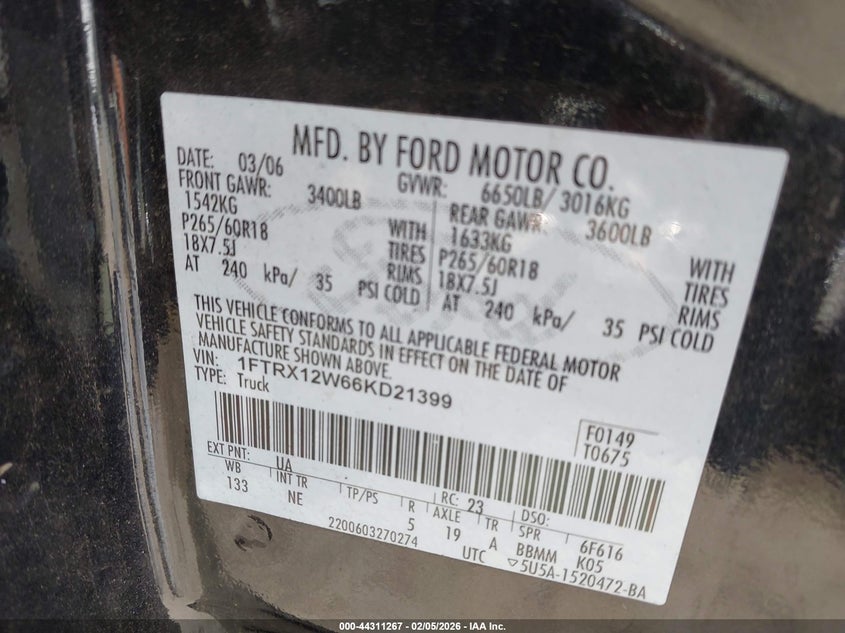 MFD. BY FORD MOTOR CO.
DATE: 03/06 GVWR: 6650LB/ 3016KG
FRONT GAWR: 3400LB REAR GAWR: 3600LB
1542KG WITH 1633KG WITH
P265/60R18 TIRES P265/60R18 TIRES
18X7.5J RIMS 18X7.5J RIMS
AT 240 kPa/ 35 PSI COLD AT 240 kPa/ 35 PSI COLD
THIS VEHICLE CONFORMS TO ALL APPLICABLE FEDERAL MOTOR
VEHICLE SAFETY STANDARDS IN EFFECT ON THE DATE OF
MANUFACTURE SHOWN ABOVE.
VIN: 1FTRX12W66KD21399
TYPE: Truck
F0149
T0675
EXT PNT: UA RC: 23 DSO:
WB INT TR TP/PS R AXLE TR SPR 6F616
133 NE 5 19 A BBMM K05
2200603270274 UTC ▽5U5A-1520472-BA
000-44311267 - 02/05/2026 - IAA Inc.